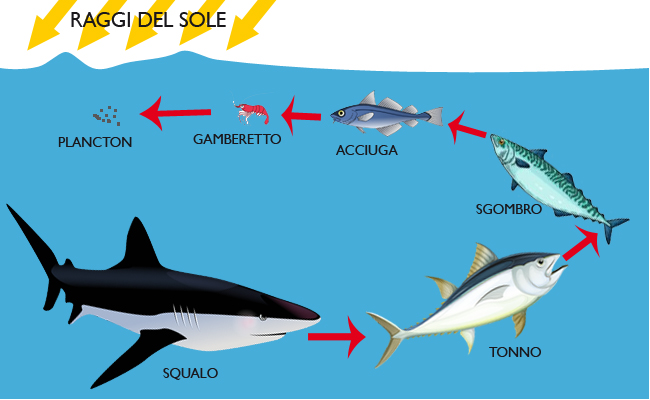 RAGGI DEL SOLE
PLANCTON
GAMBERETTO
ACCIUGA
SGOMBRO
TONNO
SQUALO